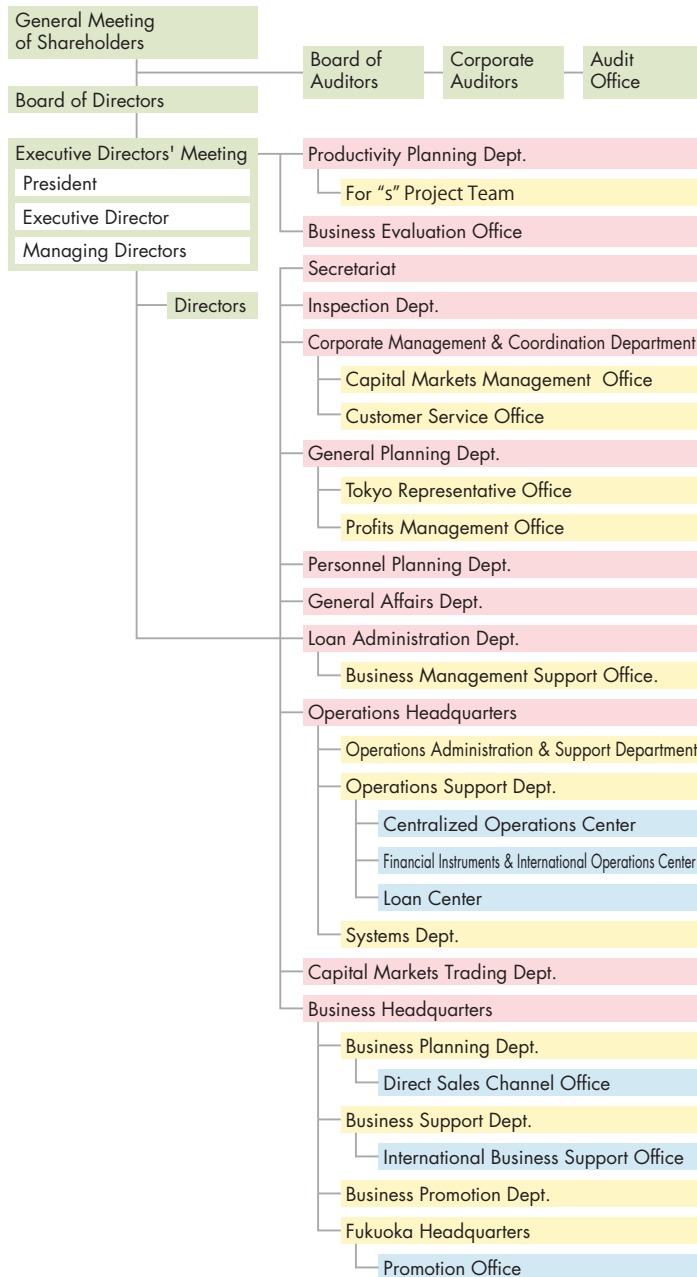 General Meeting
of Shareholders
Board of
Auditors
Corporate
Auditors
Audit
Office
Board of Directors
Executive Directors' Meeting
President
Executive Director
Managing Directors
Directors
Productivity Planning Dept.
For “s” Project Team
Business Evaluation Office
Secretariat
Inspection Dept.
Corporate Management & Coordination Department
Capital Markets Management Office
Customer Service Office
General Planning Dept.
Tokyo Representative Office
Profits Management Office
Personnel Planning Dept.
General Affairs Dept.
Loan Administration Dept.
Business Management Support Office.
Operations Headquarters
Operations Administration & Support Department
Operations Support Dept.
Centralized Operations Center
Financial Instruments & International Operations Center
Loan Center
Systems Dept.
Capital Markets Trading Dept.
Business Headquarters
Business Planning Dept.
Direct Sales Channel Office
Business Support Dept.
International Business Support Office
Business Promotion Dept.
Fukuoka Headquarters
Promotion Office